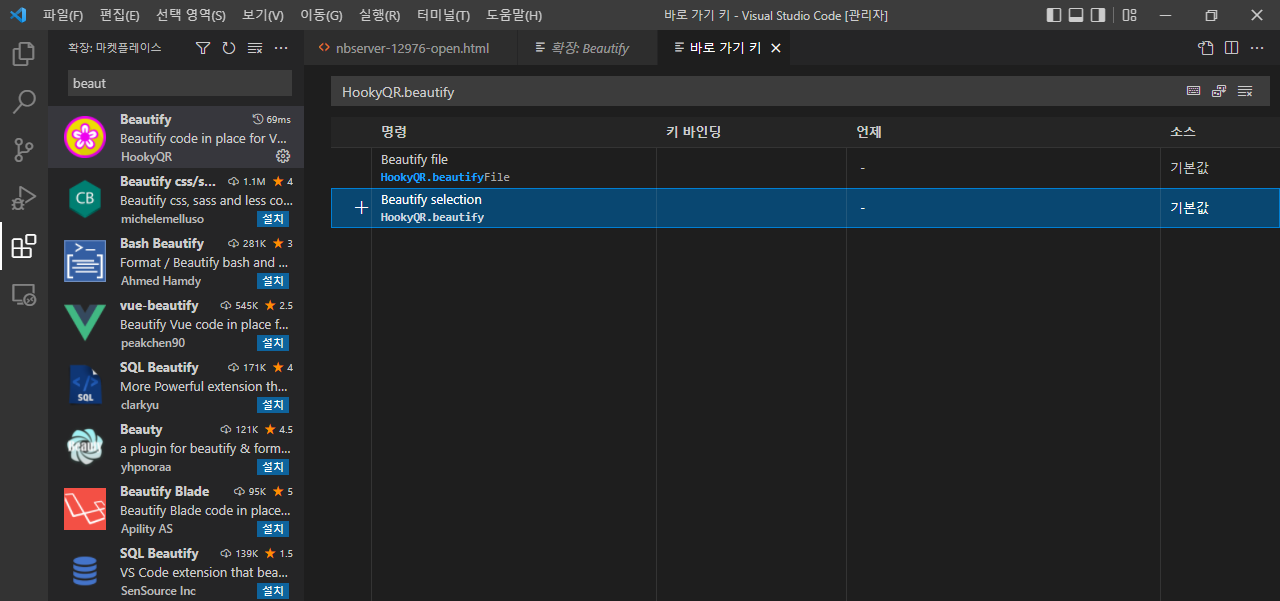 파일(F) 편집(E) 선택 영역(S) 보기(V) 이동(G) 실행(R) 터미널(T) 도움말(H) 바로 가기 키 - Visual Studio Code [관리자]
확장: 마켓플레이스
beaut
Beautify 69ms
Beautify code in place for V...
HookyQR
Beautify css/s... 1.1M 4
Beautify css, sass and less co...
michelemelluso 설치
Bash Beautify 281K 3
Format / Beautify bash and ...
Ahmed Hamdy 설치
vue-beautify 545K 2.5
Beautify Vue code in place f...
peakchen90 설치
SQL Beautify 171K 4
More Powerful extension th...
clarkyu 설치
Beauty 121K 4.5
a plugin for beautify & form...
yhpnoraa 설치
Beautify Blade 95K 5
Beautify Blade code in place...
Apility AS 설치
SQL Beautify 139K 1.5
VS Code extension that bea...
SenSource Inc 설치
CB
SQL
nbserver-12976-open.html 확장: Beautify 바로 가기 키
HookyQR.beautify
명령 키 바인딩 언제 소스
Beautify file
HookyQR.beautifyFile - 기본값
Beautify selection
HookyQR.beautify - 기본값